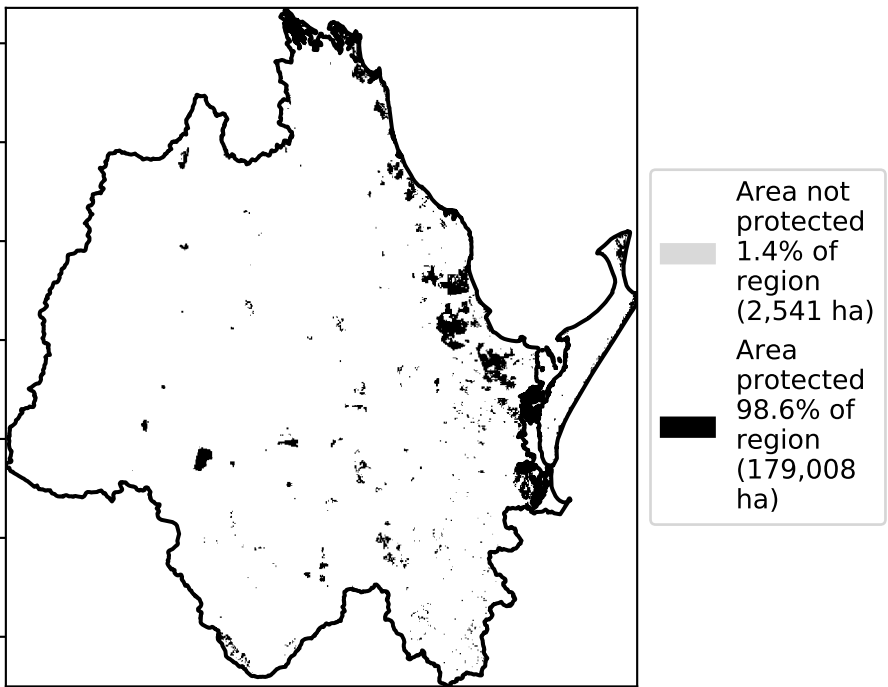 Area not
protected
1.4% of
region
(2,541 ha)
Area
protected
98.6% of
region
(179,008
ha)